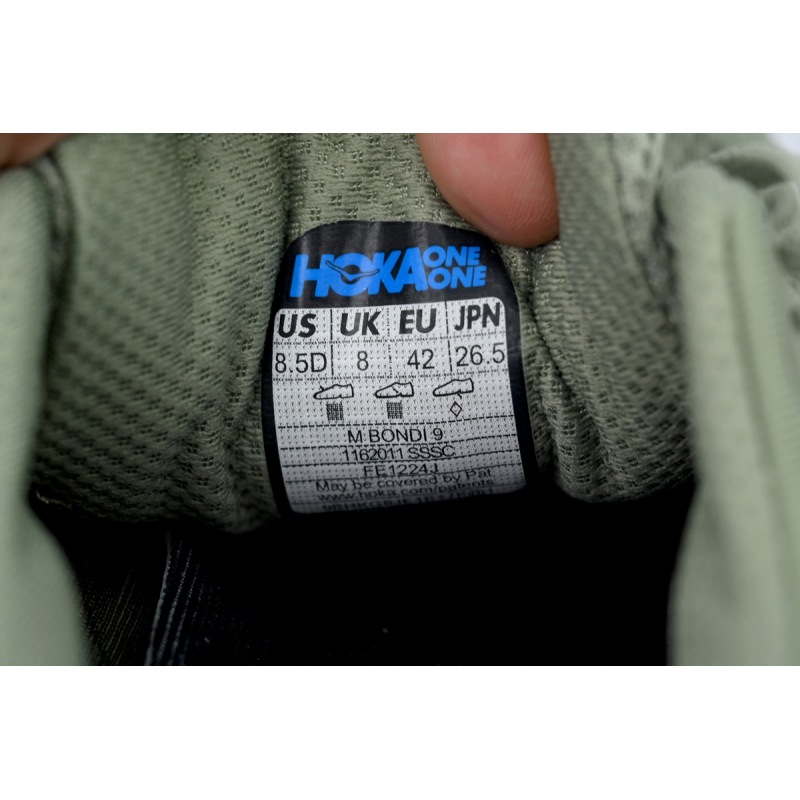 HOKA ONE ONE
US UK EU JPN
8.5D 8 42 26.5
M BONDI 9
1162011 SSSC
FE1224J
May be covered by Pat
www.hoka.com/patents